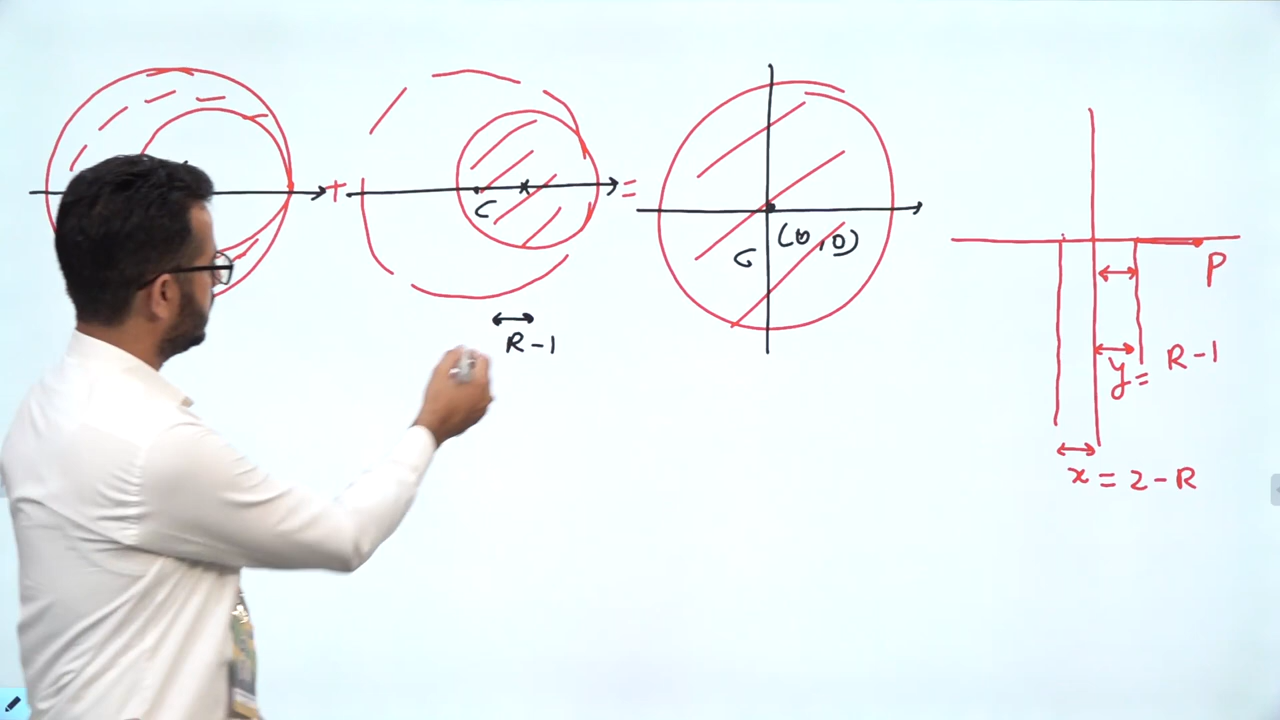 +
=
C
R-1
C
(0,0)
P
y = R-1
x = 2-R